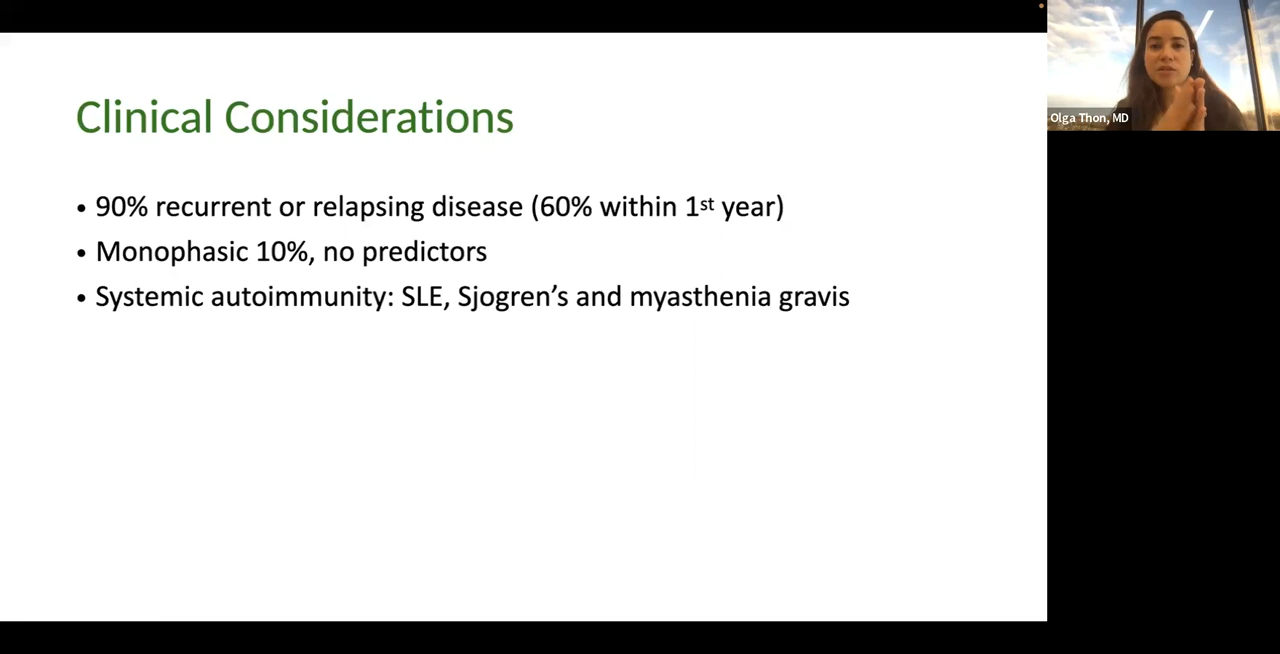 Clinical Considerations
• 90% recurrent or relapsing disease (60% within 1st year)
• Monophasic 10%, no predictors
• Systemic autoimmunity: SLE, Sjogren’s and myasthenia gravis
Olga Thon, MD